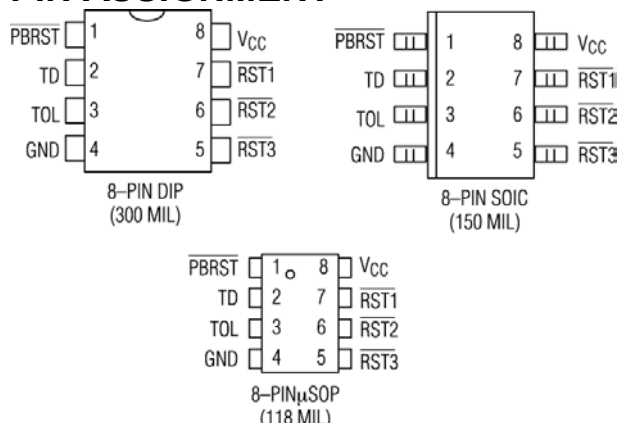 PIN ASSIGNMENT
PBRST 1 8 VCC
TD 2 7 RST1
TOL 3 6 RST2
GND 4 5 RST3
8–PIN DIP
(300 MIL)
PBRST 1 8 VCC
TD 2 7 RST1
TOL 3 6 RST2
GND 4 5 RST3
8–PIN SOIC
(150 MIL)
PBRST 1 8 VCC
TD 2 7 RST1
TOL 3 6 RST2
GND 4 5 RST3
8–PINμSOP
(118 MIL)